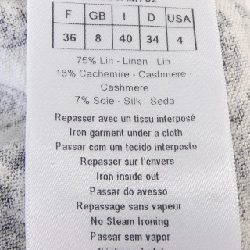 F GB I D USA
36 8 40 34 4
75% Lin - Linen - Lin
15% Cachemire - Cashmere
Cashmere
7% Soie - Silk - Seda
Repasser avec un tissu interposé
Iron garment under a cloth
Passar com um tecido interposto
Repasser sur l'envers
Iron inside out
Passar do avesso
Repassage sans vapeur
No Steam Ironing
Passar sem vapor